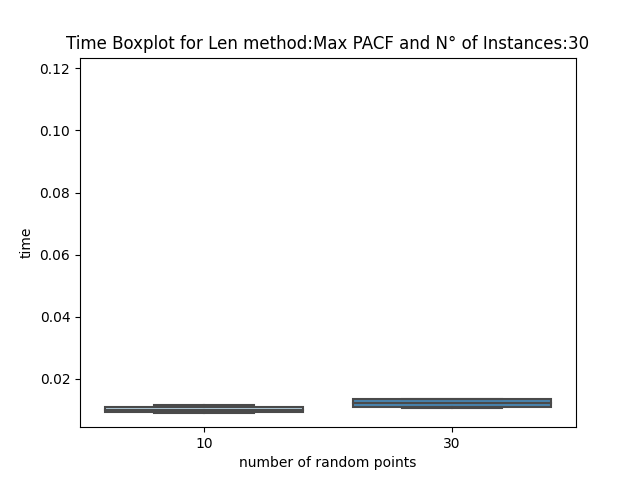 Time Boxplot for Len method:Max PACF and N° of Instances:30
0.12
0.10
0.08
0.06
0.04
0.02
time
10
30
number of random points